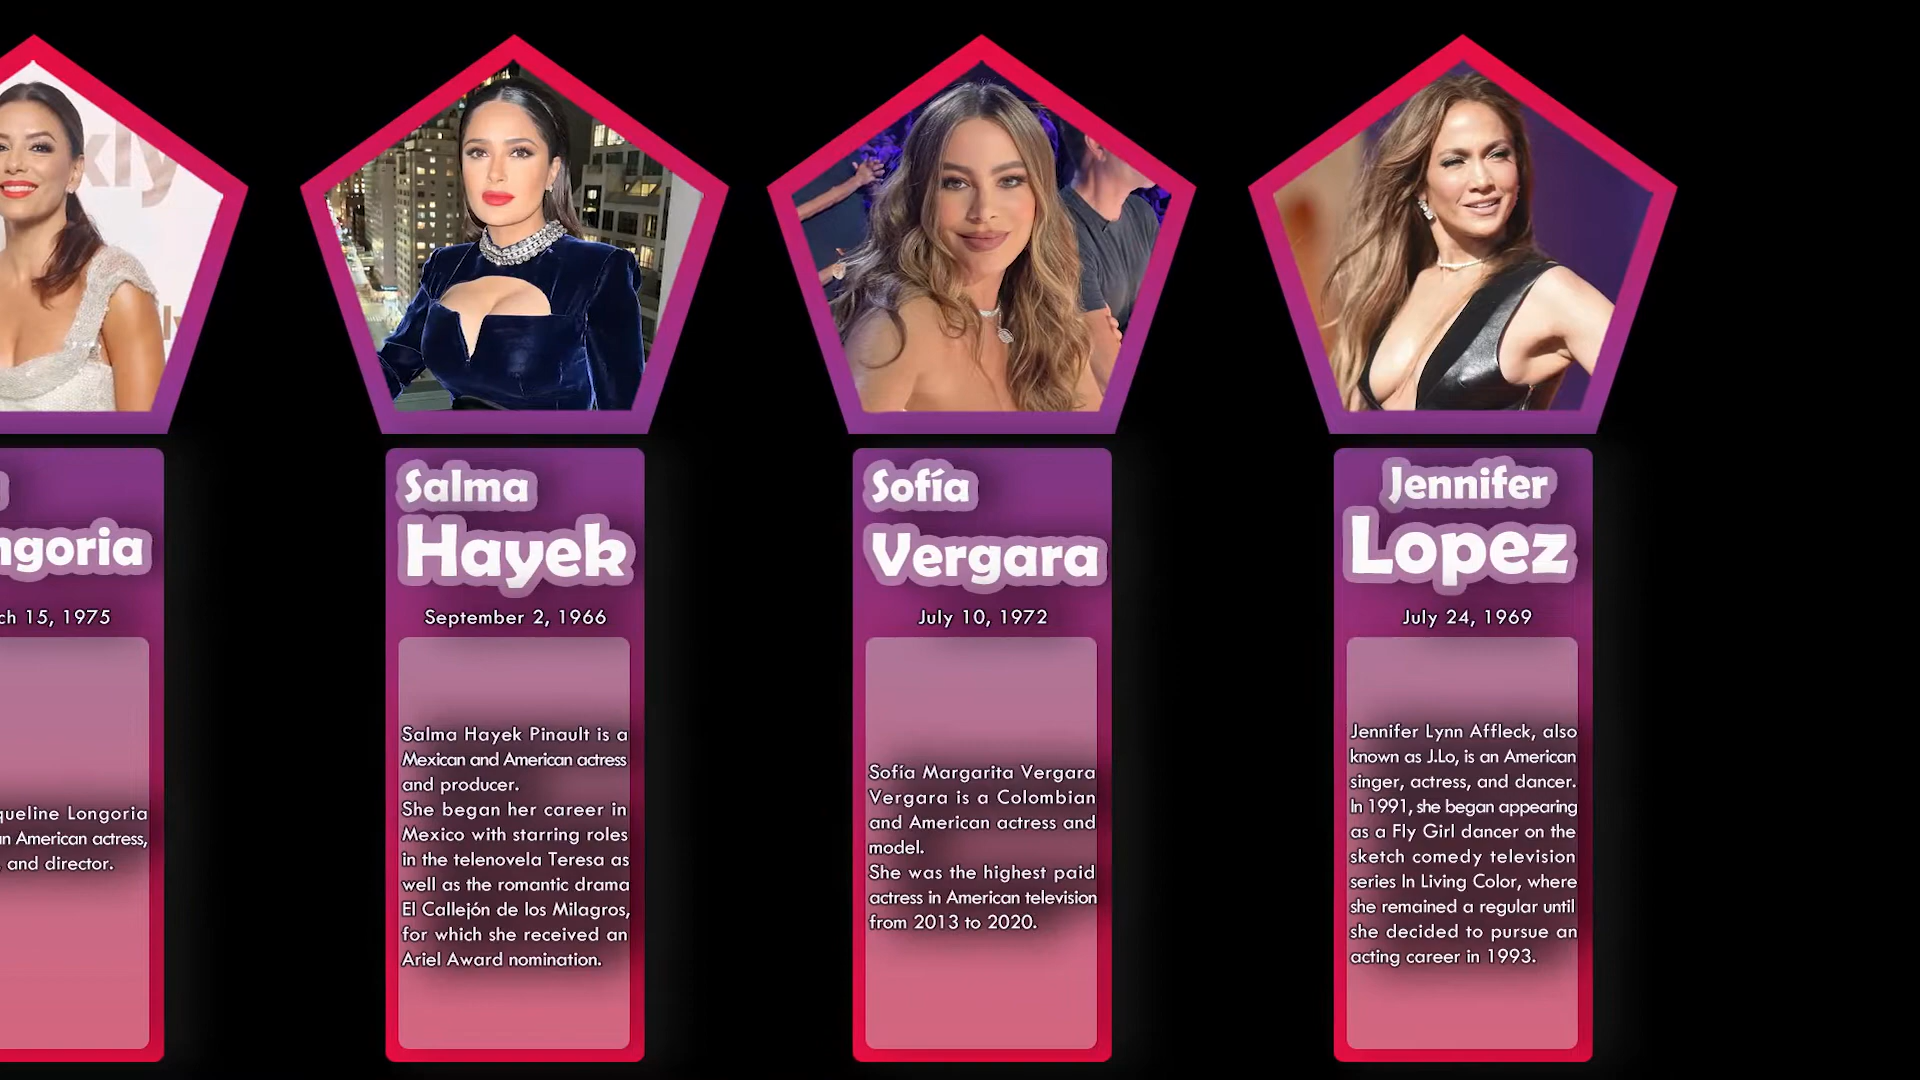 ngoria
ch 15, 1975
queline Longoria
an American actress,
, and director.
Salma
Hayek
September 2, 1966
Salma Hayek Pinault is a
Mexican and American actress
and producer.
She began her career in
Mexico with starring roles
in the telenovela Teresa as
well as the romantic drama
El Callejón de los Milagros,
for which she received an
Ariel Award nomination.
Sofía
Vergara
July 10, 1972
Sofía Margarita Vergara
Vergara is a Colombian
and American actress and
model.
She was the highest paid
actress in American television
from 2013 to 2020.
Jennifer
Lopez
July 24, 1969
Jennifer Lynn Affleck, also
known as J.Lo, is an American
singer, actress, and dancer.
In 1991, she began appearing
as a Fly Girl dancer on the
sketch comedy television
series In Living Color, where
she remained a regular until
she decided to pursue an
acting career in 1993.